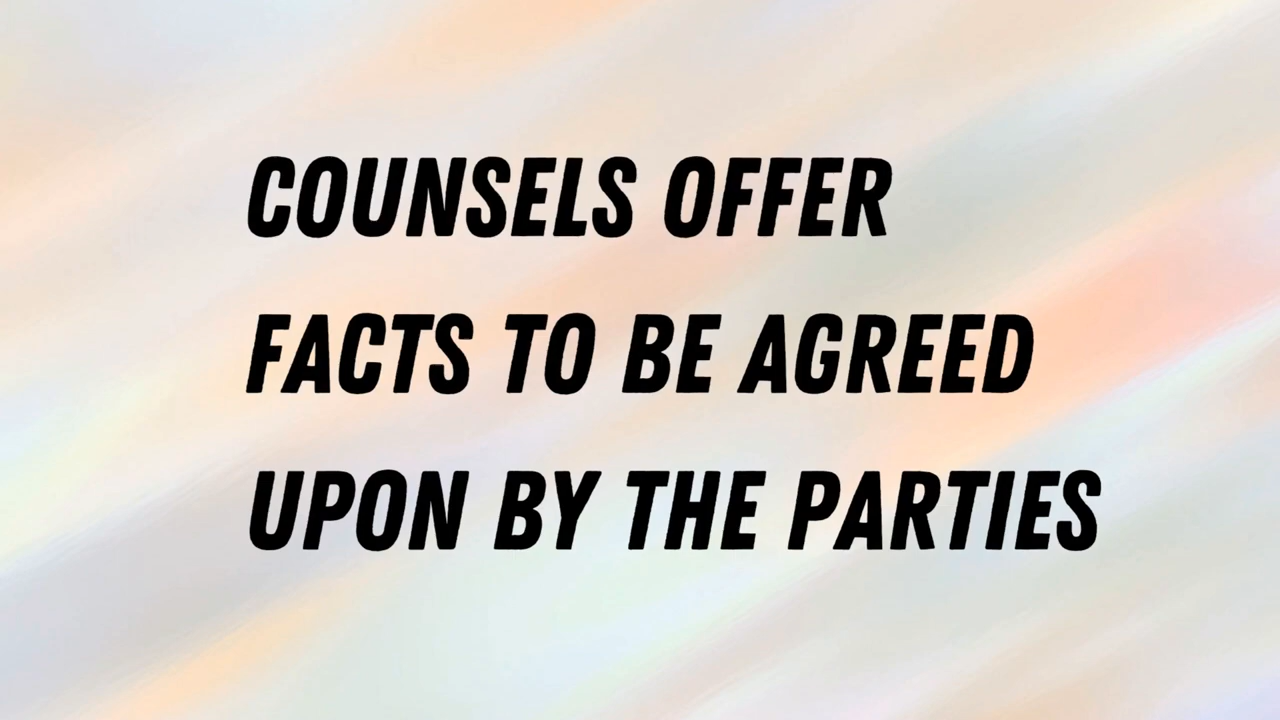 COUNSELS OFFER
FACTS TO BE AGREED
UPON BY THE PARTIES